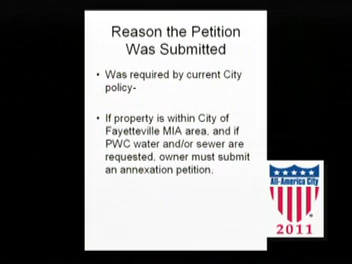 Reason the Petition
Was Submitted
• Was required by current City
policy-
• If property is within City of
Fayetteville MIA area, and if
PWC water and/or sewer are
requested, owner must submit
an annexation petition.
All-America City
2011